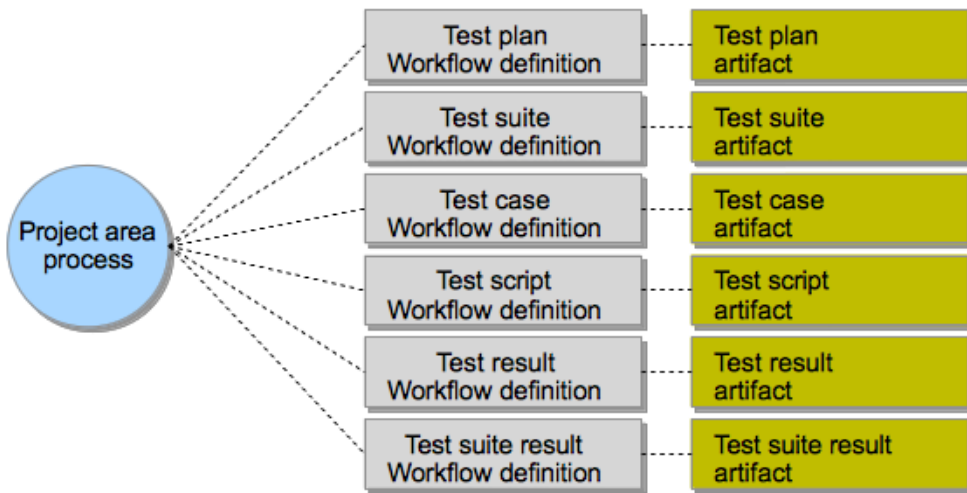 Project area
process
Test plan
Workflow definition
Test plan
artifact
Test suite
Workflow definition
Test suite
artifact
Test case
Workflow definition
Test case
artifact
Test script
Workflow definition
Test script
artifact
Test result
Workflow definition
Test result
artifact
Test suite result
Workflow definition
Test suite result
artifact